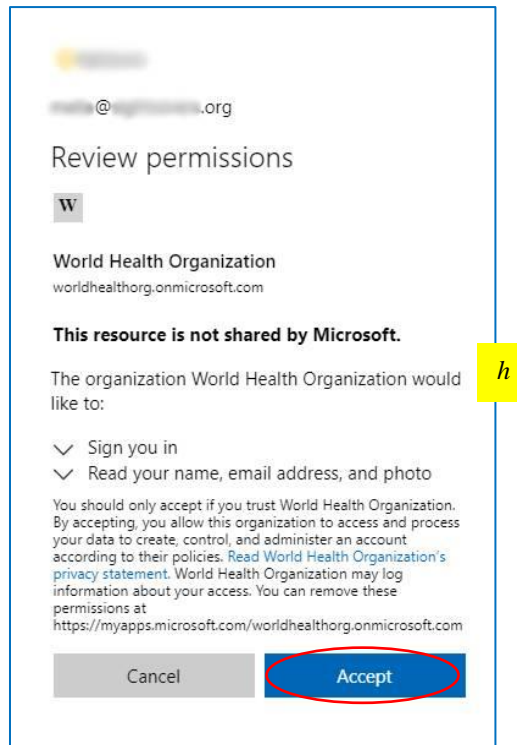 @ .org
Review permissions
W
World Health Organization
worldhealthorg.onmicrosoft.com
This resource is not shared by Microsoft.
The organization World Health Organization would
like to:
Sign you in
Read your name, email address, and photo
You should only accept if you trust World Health Organization.
By accepting, you allow this organization to access and process
your data to create, control, and administer an account
according to their policies. Read World Health Organization's
privacy statement. World Health Organization may log
information about your access. You can remove these
permissions at
https://myapps.microsoft.com/worldhealthorg.onmicrosoft.com
Cancel Accept
h